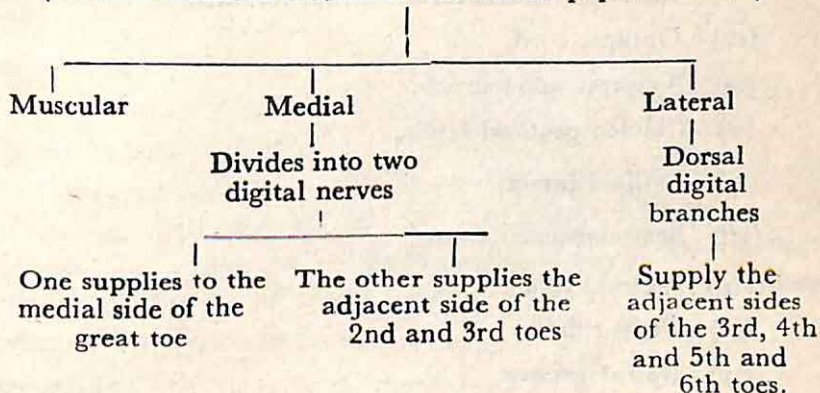 Muscular
Medial
Lateral
Divides into two
digital nerves
Dorsal
digital
branches
One supplies to the
medial side of the
great toe
The other supplies the
adjacent side of the
2nd and 3rd toes
Supply the
adjacent sides
of the 3rd, 4th
and 5th and
6th toes.